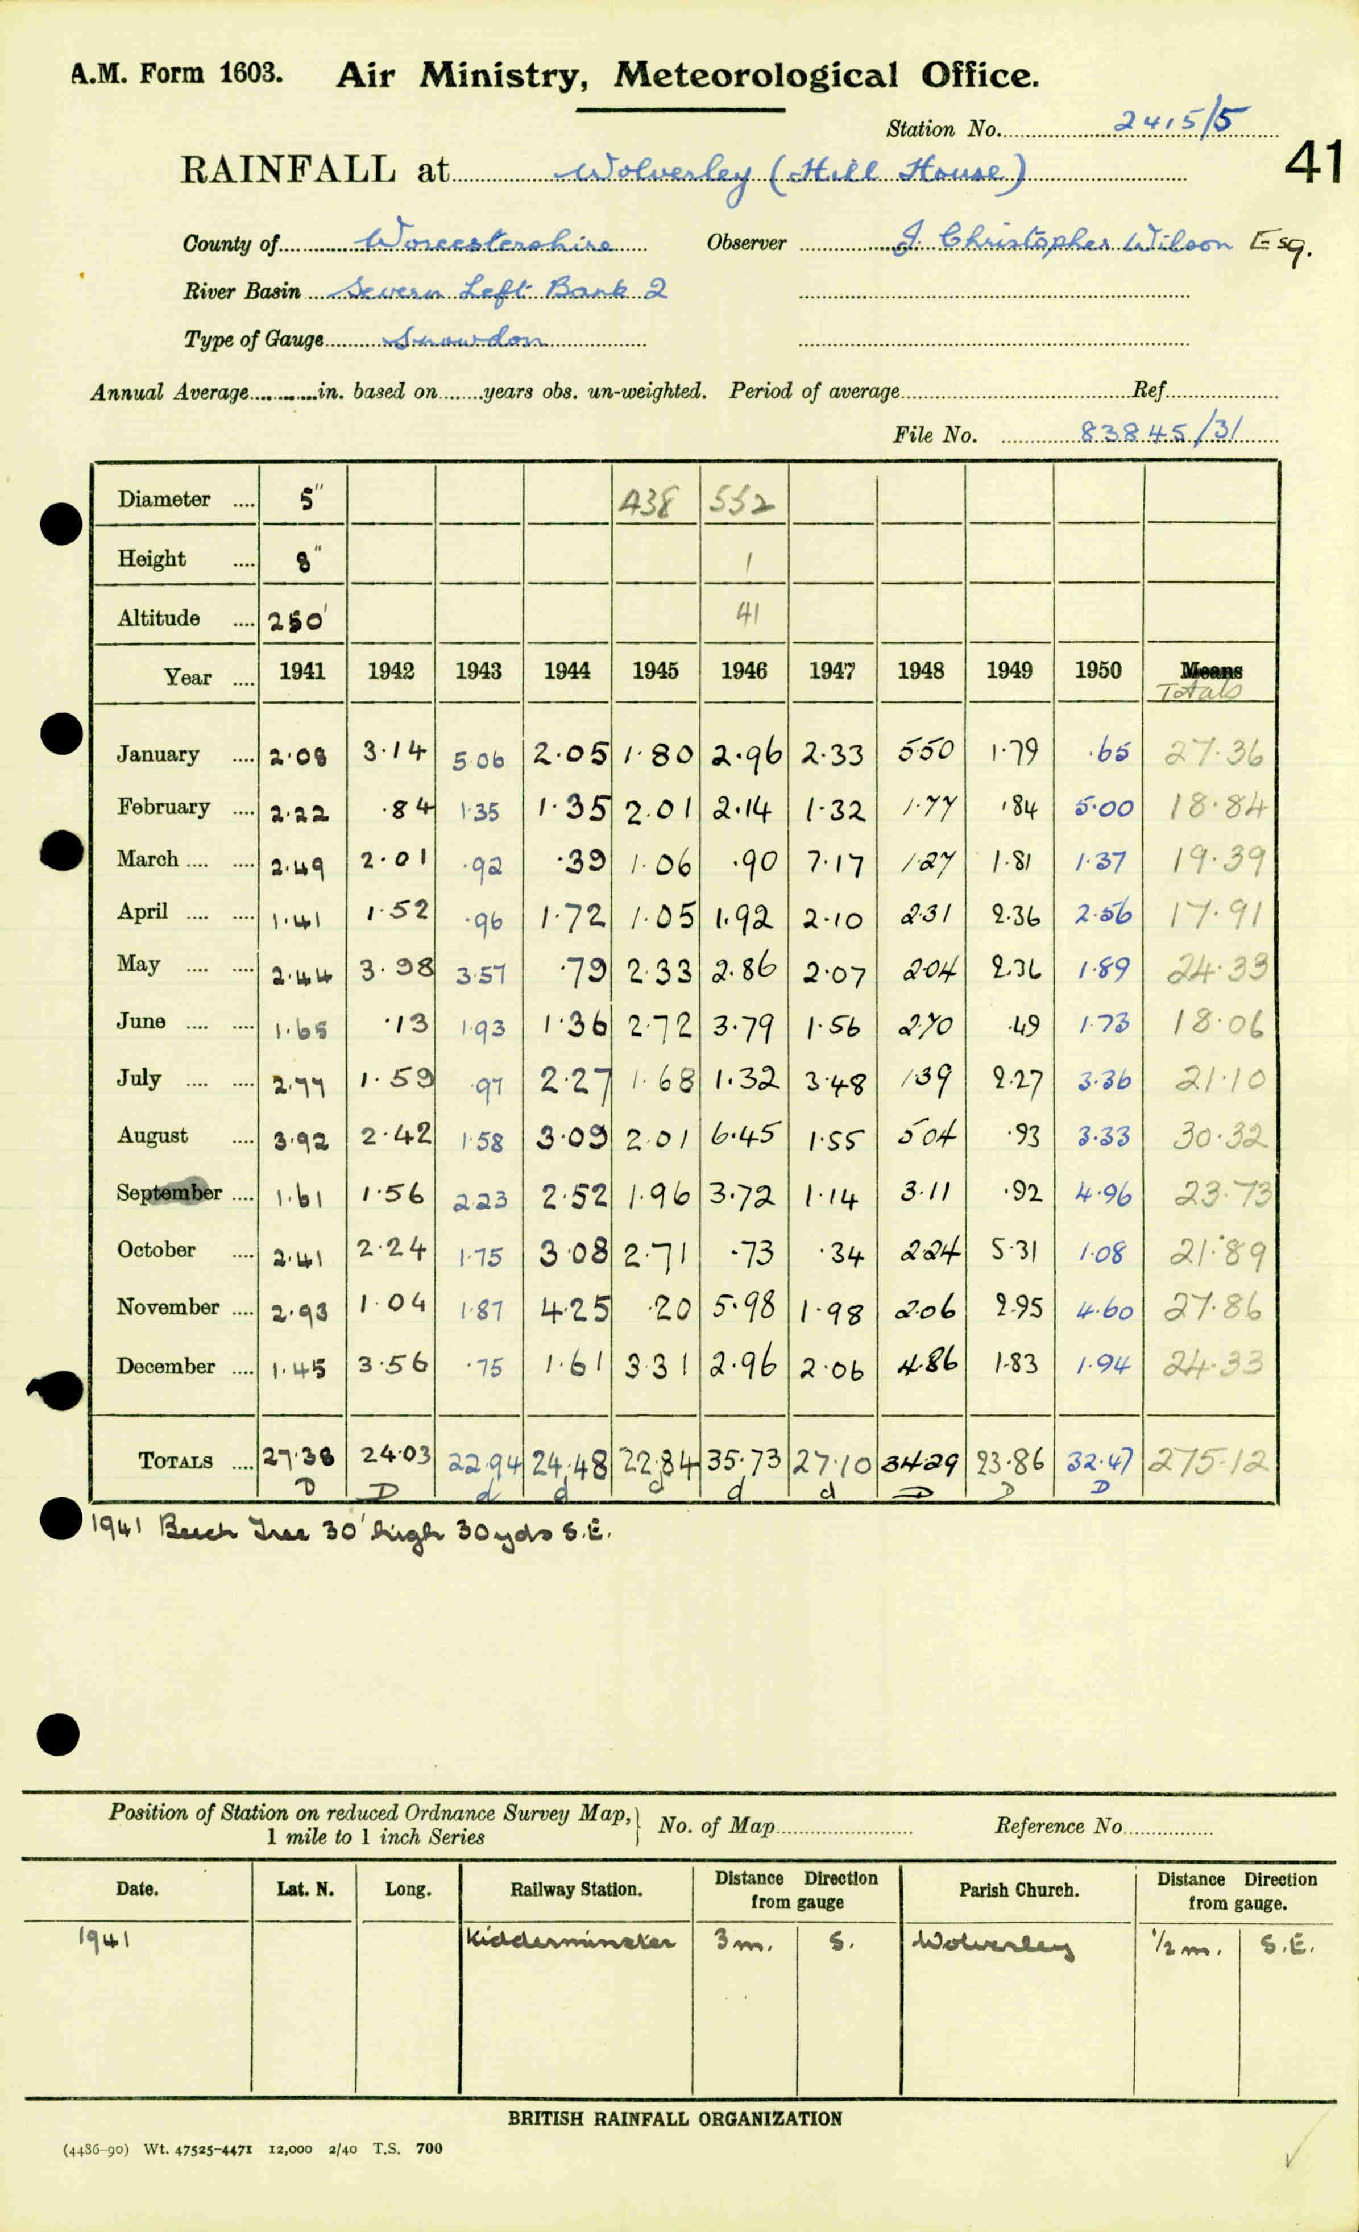 A.M. Form 1603. Air Ministry, Meteorological Office.
Station No. 2415/5
41
RAINFALL at Wolverley (Hill House)
County of Worcestershire Observer J. Christopher Wilson Esq.
River Basin Severn Left Bank 2
Type of Gauge Snowdon
Annual Average in. based on years obs. un-weighted. Period of average Ref.
File No. 83845/31
Diameter 5" 438 552
Height 8" 1
Altitude 250' 41
Year 1941 1942 1943 1944 1945 1946 1947 1948 1949 1950 Means
Totals
January 2·08 3·14 5·06 2·05 1·80 2·96 2·33 5·50 1·79 ·65 27·36
February 2·22 ·84 1·35 1·35 2·01 2·14 1·32 1·77 ·84 5·00 18·84
March 2·49 2·01 ·92 ·39 1·06 ·90 7·17 1·27 1·81 1·37 19·39
April 1·41 1·52 ·96 1·72 1·05 1·92 2·10 2·31 2·36 2·56 17·91
May 2·44 3·98 3·57 ·79 2·33 2·86 2·07 2·04 2·36 1·89 24·33
June 1·65 ·13 1·93 1·36 2·72 3·79 1·56 2·70 ·49 1·73 18·06
July 2·77 1·59 ·97 2·27 1·68 1·32 3·48 1·39 2·27 3·36 21·10
August 3·92 2·42 1·58 3·09 2·01 6·45 1·55 5·04 ·93 3·33 30·32
September 1·61 1·56 2·23 2·52 1·96 3·72 1·14 3·11 ·92 4·96 23·73
October 2·41 2·24 1·75 3·08 2·71 ·73 ·34 2·24 5·31 1·08 21·89
November 2·93 1·04 1·87 4·25 ·20 5·98 1·98 2·06 2·95 4·60 27·86
December 1·45 3·56 ·75 1·61 3·31 2·96 2·06 4·86 1·83 1·94 24·33
TOTALS 27·38 24·03 22·94 24·48 22·84 35·73 27·10 34·29 23·86 32·47 275·12
D D d d d d d D D D
1941 Beech Tree 30' high 30yds S.E.
Position of Station on reduced Ordnance Survey Map, 1 mile to 1 inch Series No. of Map Reference No
Date. Lat. N. Long. Railway Station. Distance Direction from gauge Parish Church. Distance Direction from gauge.
1941 Kidderminster 3 m. S. Wolverley 1/2 m. S.E.
BRITISH RAINFALL ORGANIZATION
(4486-90) Wt. 47525-4471 12,000 2/40 T.S. 700